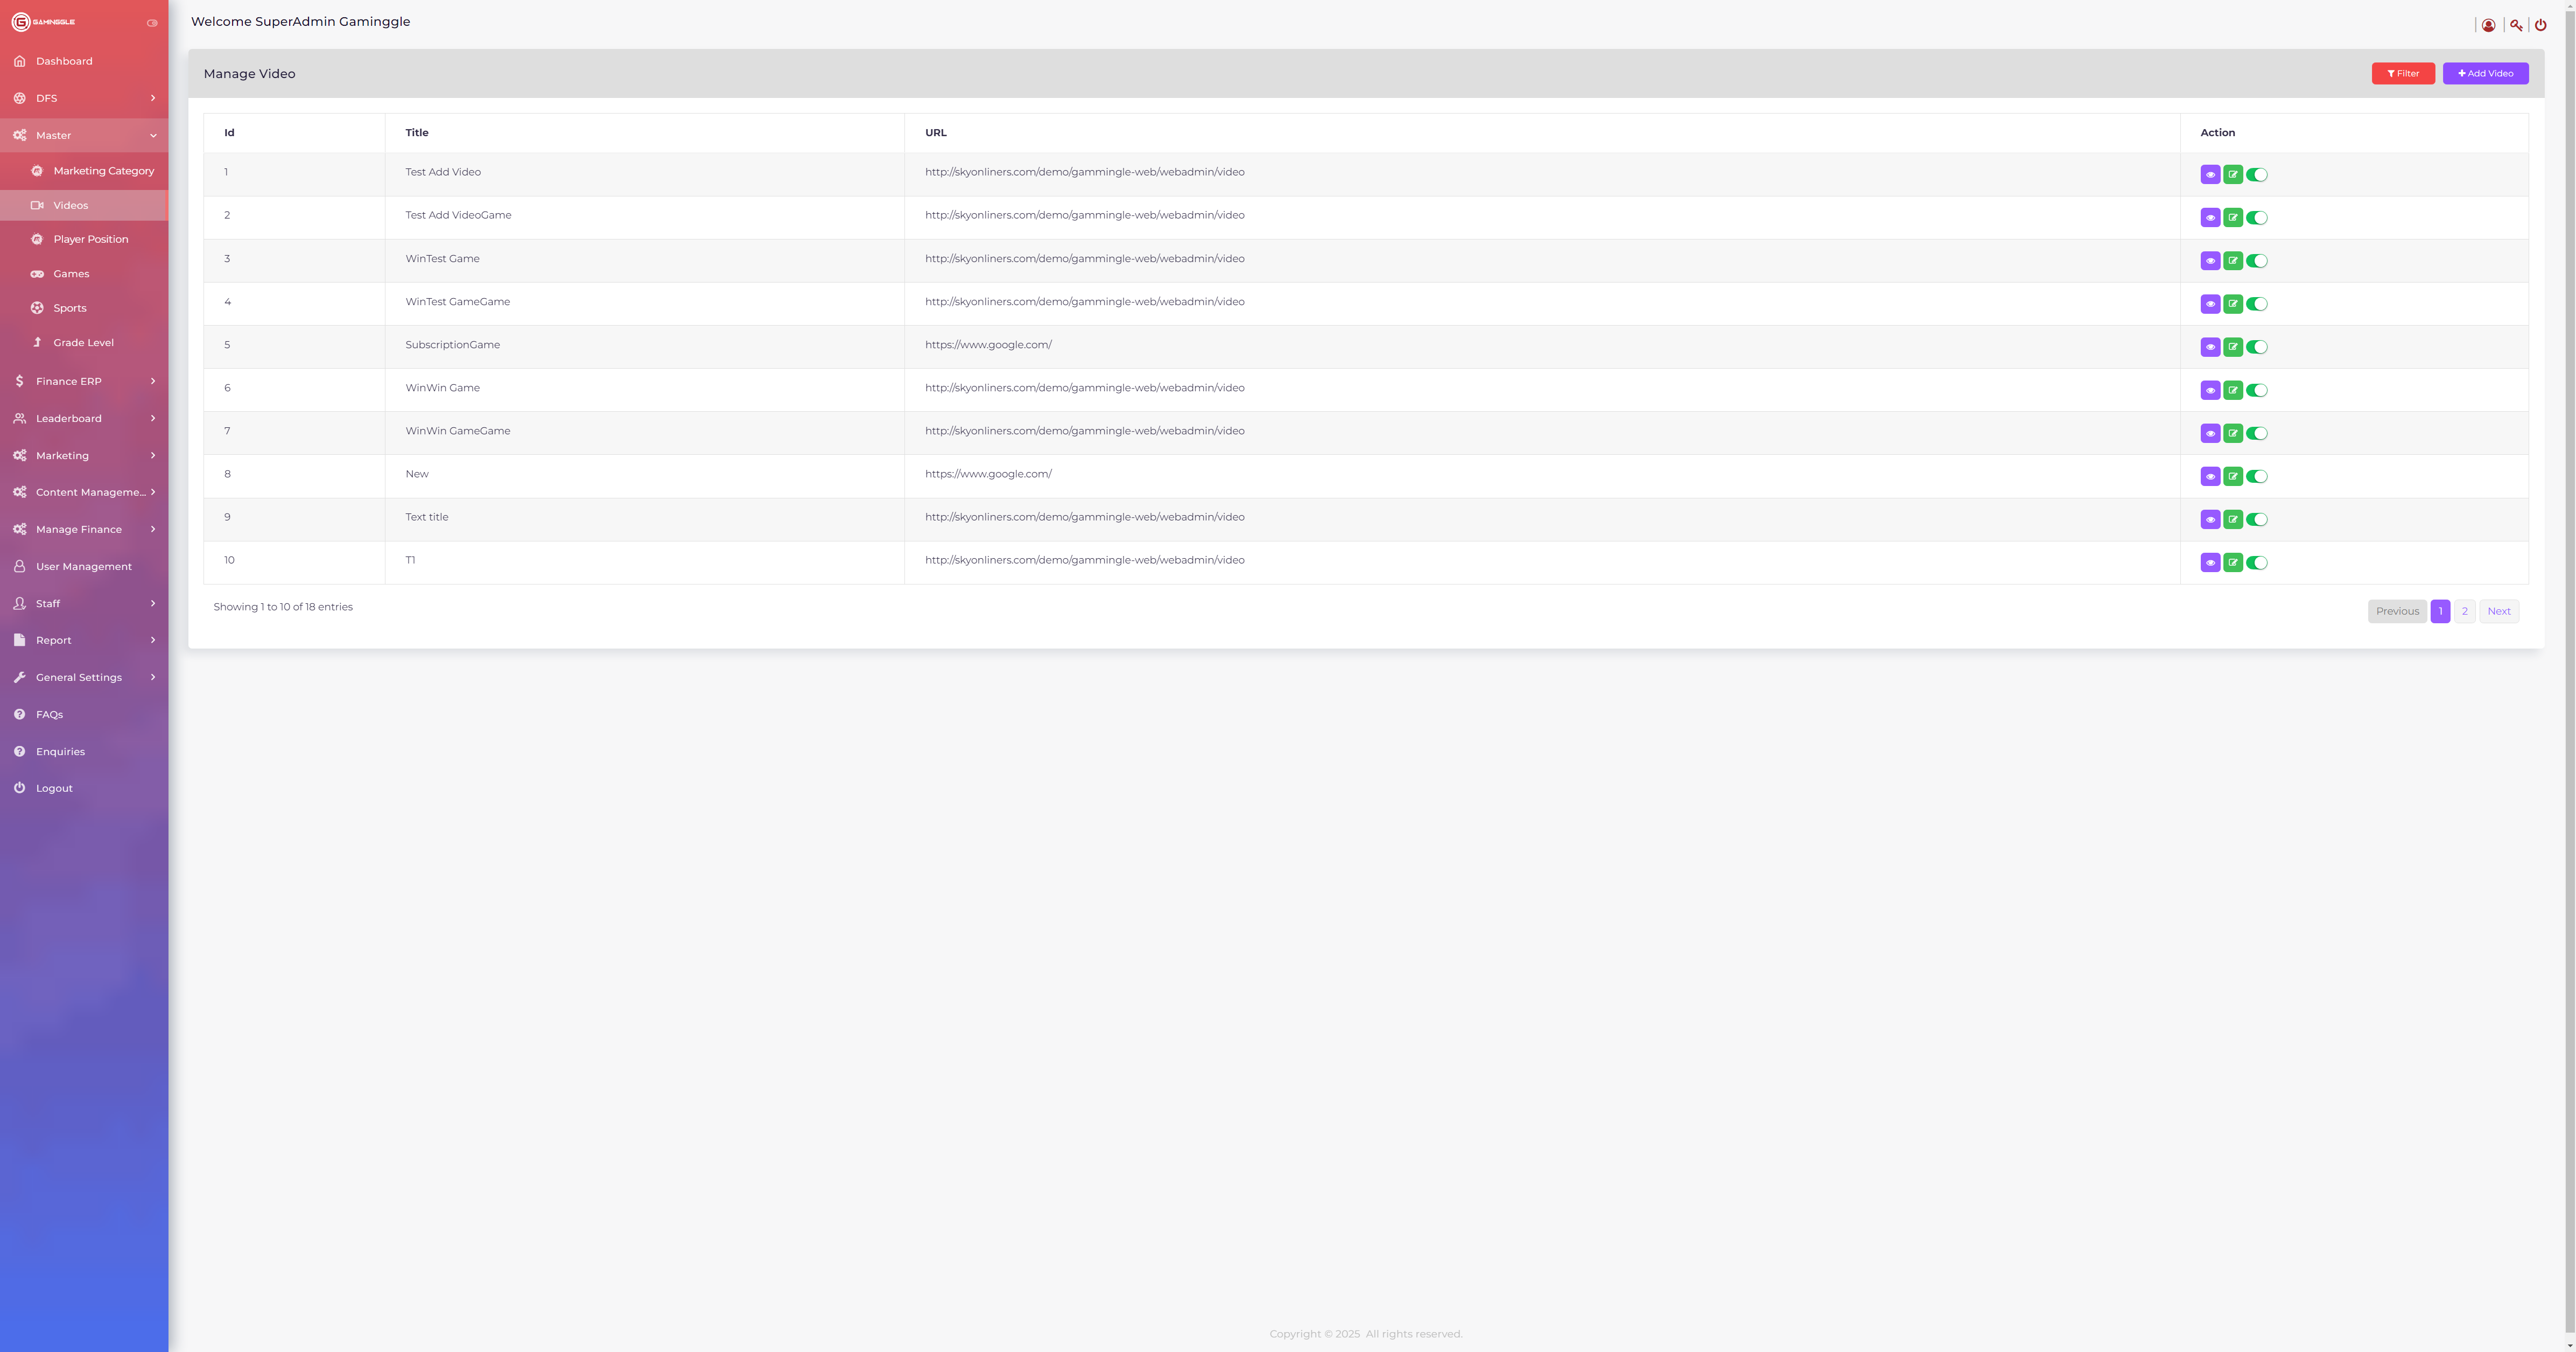 GAMINGGLE
Welcome SuperAdmin Gaminggle
Dashboard
DFS
Master
Marketing Category
Videos
Player Position
Games
Sports
Grade Level
Finance ERP
Leaderboard
Marketing
Content Manageme...
Manage Finance
User Management
Staff
Report
General Settings
FAQs
Enquiries
Logout
Manage Video
Filter
Add Video
Id Title URL Action
1 Test Add Video http://skyonliners.com/demo/gammingle-web/webadmin/video
2 Test Add VideoGame http://skyonliners.com/demo/gammingle-web/webadmin/video
3 WinTest Game http://skyonliners.com/demo/gammingle-web/webadmin/video
4 WinTest GameGame http://skyonliners.com/demo/gammingle-web/webadmin/video
5 SubscriptionGame https://www.google.com/
6 WinWin Game http://skyonliners.com/demo/gammingle-web/webadmin/video
7 WinWin GameGame http://skyonliners.com/demo/gammingle-web/webadmin/video
8 New https://www.google.com/
9 Text title http://skyonliners.com/demo/gammingle-web/webadmin/video
10 T1 http://skyonliners.com/demo/gammingle-web/webadmin/video
Showing 1 to 10 of 18 entries
Previous 1 2 Next
Copyright © 2025 All rights reserved.